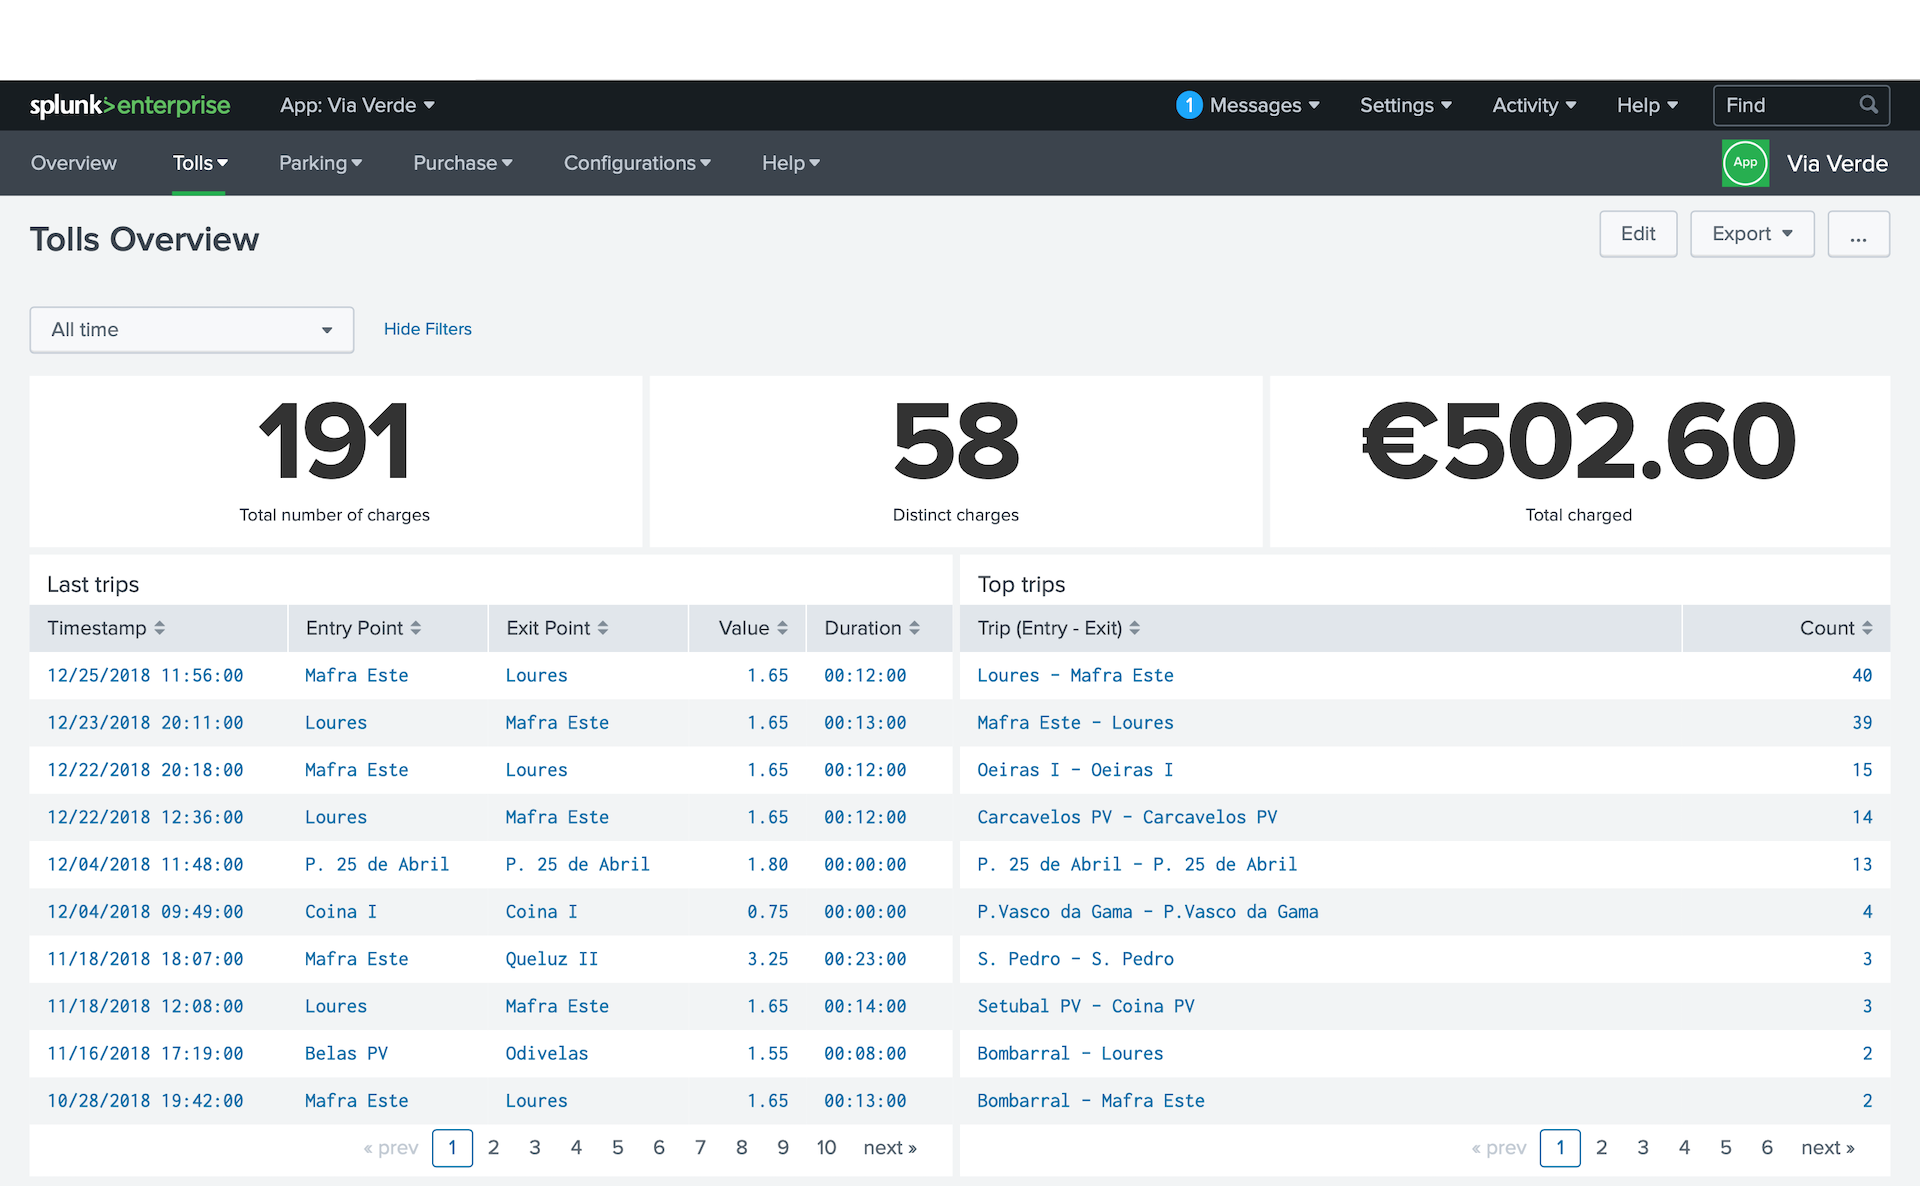 splunk>enterprise App: Via Verde 1 Messages Settings Activity Help Find
Overview Tolls Parking Purchase Configurations Help App Via Verde
Tolls Overview Edit Export ...
All time Hide Filters
191 58 €502.60
Total number of charges Distinct charges Total charged
Last trips Top trips
Timestamp Entry Point Exit Point Value Duration Trip (Entry - Exit) Count
12/25/2018 11:56:00 Mafra Este Loures 1.65 00:12:00 Loures - Mafra Este 40
12/23/2018 20:11:00 Loures Mafra Este 1.65 00:13:00 Mafra Este - Loures 39
12/22/2018 20:18:00 Mafra Este Loures 1.65 00:12:00 Oeiras I - Oeiras I 15
12/22/2018 12:36:00 Loures Mafra Este 1.65 00:12:00 Carcavelos PV - Carcavelos PV 14
12/04/2018 11:48:00 P. 25 de Abril P. 25 de Abril 1.80 00:00:00 P. 25 de Abril - P. 25 de Abril 13
12/04/2018 09:49:00 Coina I Coina I 0.75 00:00:00 P.Vasco da Gama - P.Vasco da Gama 4
11/18/2018 18:07:00 Mafra Este Queluz II 3.25 00:23:00 S. Pedro - S. Pedro 3
11/18/2018 12:08:00 Loures Mafra Este 1.65 00:14:00 Setubal PV - Coina PV 3
11/16/2018 17:19:00 Belas PV Odivelas 1.55 00:08:00 Bombarral - Loures 2
10/28/2018 19:42:00 Mafra Este Loures 1.65 00:13:00 Bombarral - Mafra Este 2
« prev 1 2 3 4 5 6 7 8 9 10 next » « prev 1 2 3 4 5 6 next »